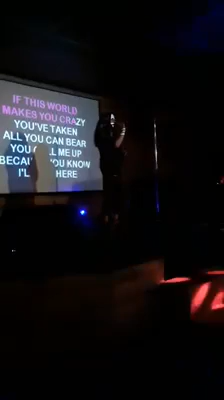 IF THIS WORLD
MAKES YOU CRAZY
YOU'VE TAKEN
ALL YOU CAN BEAR
YOU ME UP
YOU KNOW
HERE